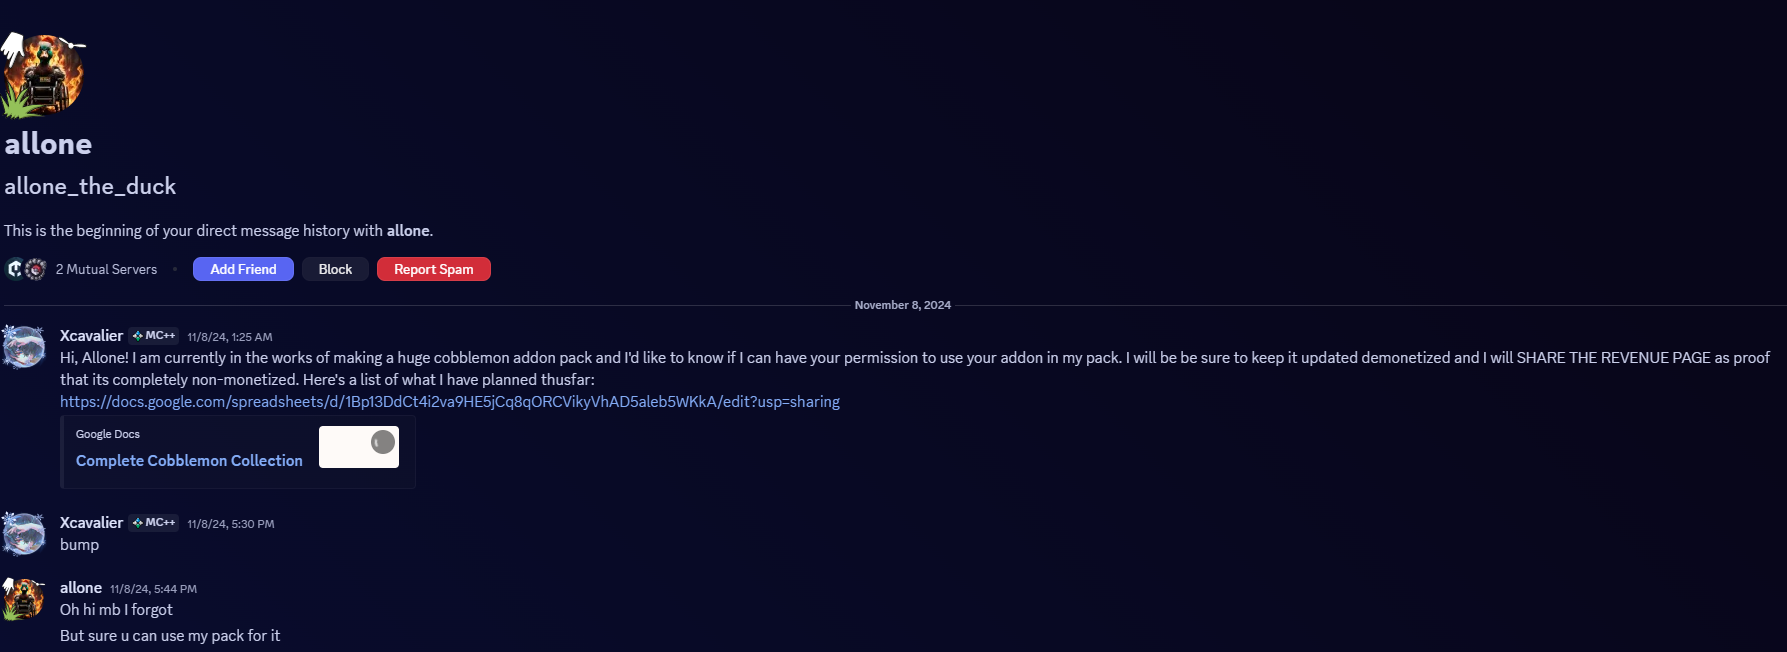 allone
allone_the_duck
This is the beginning of your direct message history with allone.
2 Mutual Servers • Add Friend Block Report Spam
November 8, 2024
Xcavalier MC++ 11/8/24, 1:25 AM
Hi, Allone! I am currently in the works of making a huge cobblemon addon pack and I'd like to know if I can have your permission to use your addon in my pack. I will be be sure to keep it updated demonetized and I will SHARE THE REVENUE PAGE as proof
that its completely non-monetized. Here's a list of what I have planned thusfar:
https://docs.google.com/spreadsheets/d/1Bp13DdCt4i2va9HE5jCq8qORCVikyVhAD5aleb5WKkA/edit?usp=sharing
Google Docs
Complete Cobblemon Collection
Xcavalier MC++ 11/8/24, 5:30 PM
bump
allone 11/8/24, 5:44 PM
Oh hi mb I forgot
But sure u can use my pack for it